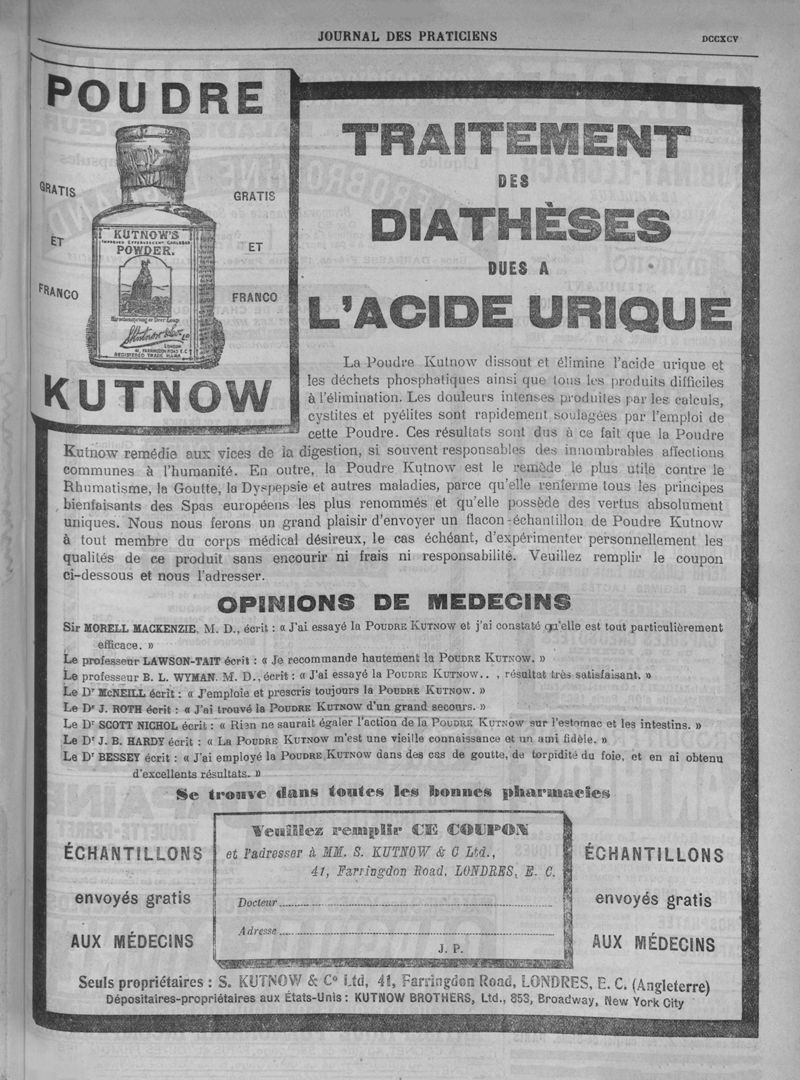 JOURNAL DES PRATICIENS
DCCXCV
POUDRE
GRATIS
ET
FRANCO
GRATIS
ET
FRANCO
KUTNOW'S
IMPROVED EFFERVESCENT CARLSBAD
POWDER.
Hirschensprung or Deer Leap
LONDON
41, FARRINGDON ROAD E.C
REGISTERED TRADE MARK
KUTNOW
TRAITEMENT
DES
DIATHÈSES
DUES A
L'ACIDE URIQUE
La Poudre Kutnow dissout et élimine l'acide urique et
les déchets phosphatiques ainsi que tous les produits difficiles
à l'élimination. Les douleurs intenses produites par les calculs,
cystites et pyélites sont rapidement soulagées par l'emploi de
cette Poudre. Ces résultats sont dus à ce fait que la Poudre
Kutnow remédie aux vices de la digestion, si souvent responsables des innombrables affections
communes à l'humanité. En outre, la Poudre Kutnow est le remède le plus utile contre le
Rhumatisme, la Goutte, la Dyspepsie et autres maladies, parce qu'elle renferme tous les principes
bienfaisants des Spas européens les plus renommés et qu'elle possède des vertus absolument
uniques. Nous nous ferons un grand plaisir d'envoyer un flacon-échantillon de Poudre Kutnow
à tout membre du corps médical désireux, le cas échéant, d'expérimenter personnellement les
qualités de ce produit sans encourir ni frais ni responsabilité. Veuillez remplir le coupon
ci-dessous et nous l'adresser.
OPINIONS DE MEDECINS
Sir MORELL MACKENZIE, M. D., écrit : « J'ai essayé la POUDRE KUTNOW et j'ai constaté qu'elle est tout particulièrement
efficace. »
Le professeur LAWSON-TAIT écrit : « Je recommande hautement la POUDRE KUTNOW. »
Le professeur B. L. WYMAN, M. D., écrit : « J'ai essayé la POUDRE KUTNOW.. , résultat très satisfaisant. »
Le Dr McNEILL écrit : « J'emploie et prescris toujours la POUDRE KUTNOW. »
Le Dr J. ROTH écrit : « J'ai trouvé la POUDRE KUTNOW d'un grand secours. »
Le Dr SCOTT NICHOL écrit : « Rien ne saurait égaler l'action de la POUDRE KUTNOW sur l'estomac et les intestins. »
Le Dr J. B. HARDY écrit : « La POUDRE KUTNOW m'est une vieille connaissance et un ami fidèle. »
Le Dr BESSEY écrit : « J'ai employé la POUDRE KUTNOW dans des cas de goutte, de torpidité du foie, et en ai obtenu
d'excellents résultats. »
Se trouve dans toutes les bonnes pharmacies
ÉCHANTILLONS
envoyés gratis
AUX MÉDECINS
Veuillez remplir CE COUPON
et l'adresser à MM. S. KUTNOW & C Ltd.,
41, Farringdon Road, LONDRES, E. C.
Docteur
Adresse
J. P.
ÉCHANTILLONS
envoyés gratis
AUX MÉDECINS
Seuls propriétaires : S. KUTNOW & Co Ltd, 41, Farringdon Road, LONDRES, E. C. (Angleterre)
Dépositaires-propriétaires aux États-Unis : KUTNOW BROTHERS, Ltd., 853, Broadway, New York City